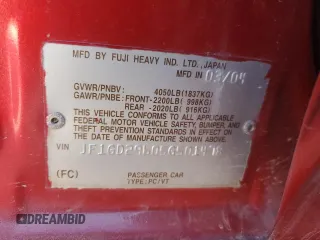 MFD BY FUJI HEAVY IND. LTD., JAPAN
MFD IN 03/04
GVWR/PNBV: 4050LB(1837KG)
GAWR/PNBE: FRONT-2200LB( 998KG)
REAR -2020LB( 916KG)
THIS VEHICLE CONFORMS TO ALL APPLICABLE
FEDERAL MOTOR VEHICLE SAFETY, BUMPER, AND
THEFT PREVENTION STANDARDS IN EFFECT ON THE
DATE OF MANUFACTURE SHOWN ABOVE.
VIN
(FC) PASSENGER CAR
TYPE:PC/VT